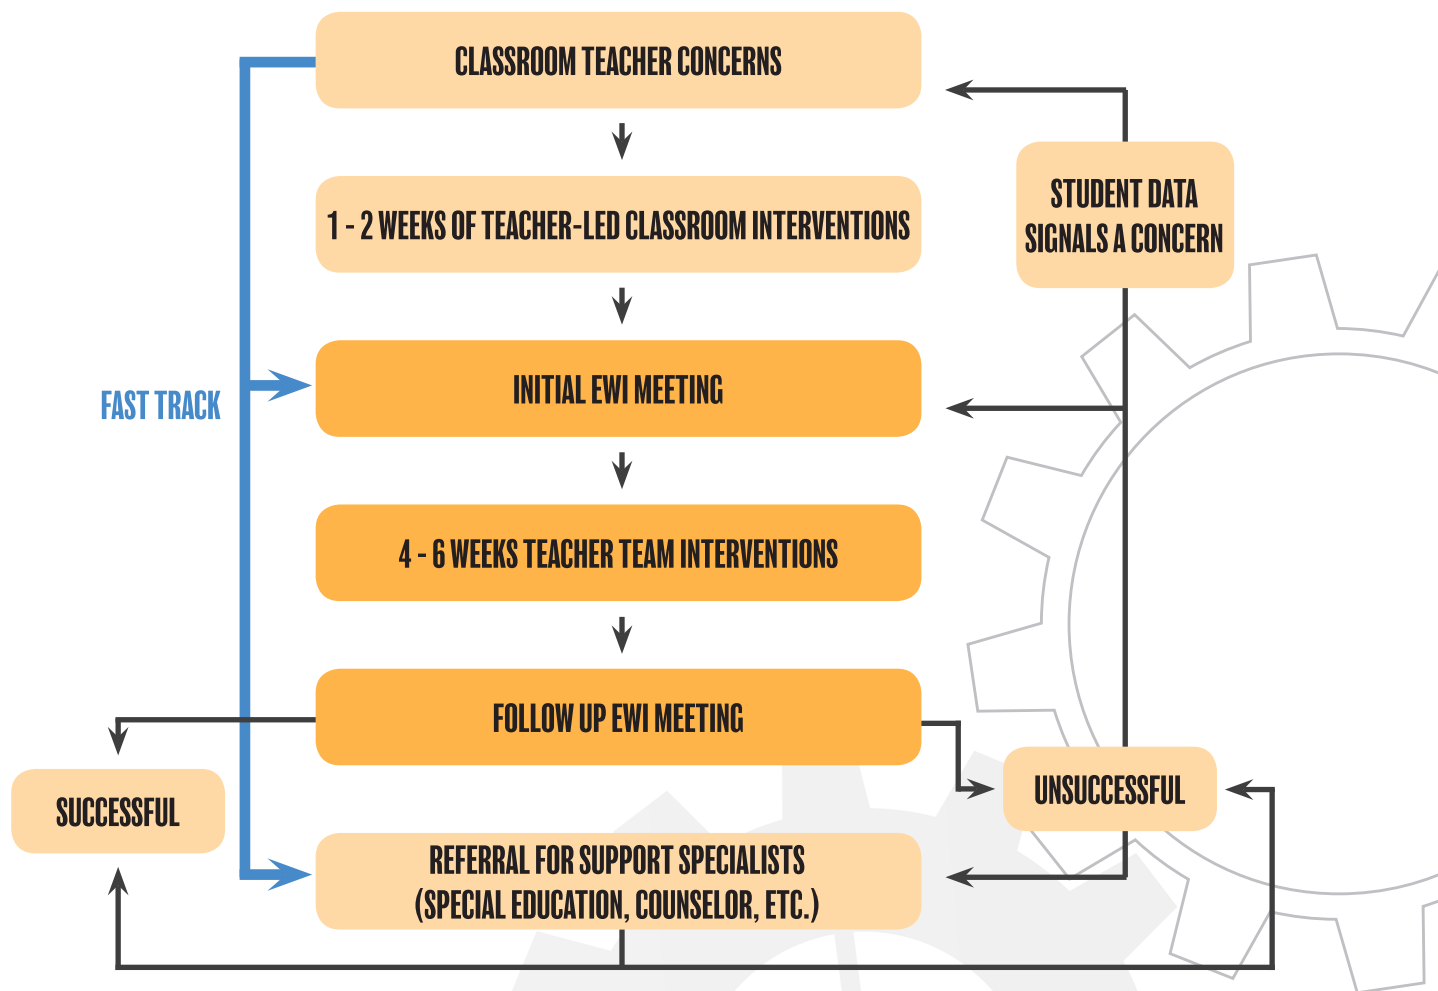 CLASSROOM TEACHER CONCERNS
STUDENT DATA
SIGNALS A CONCERN
1 - 2 WEEKS OF TEACHER-LED CLASSROOM INTERVENTIONS
INITIAL EWI MEETING
FAST TRACK
4 - 6 WEEKS TEACHER TEAM INTERVENTIONS
FOLLOW UP EWI MEETING
SUCCESSFUL
UNSUCCESSFUL
REFERRAL FOR SUPPORT SPECIALISTS
(SPECIAL EDUCATION, COUNSELOR, ETC.)